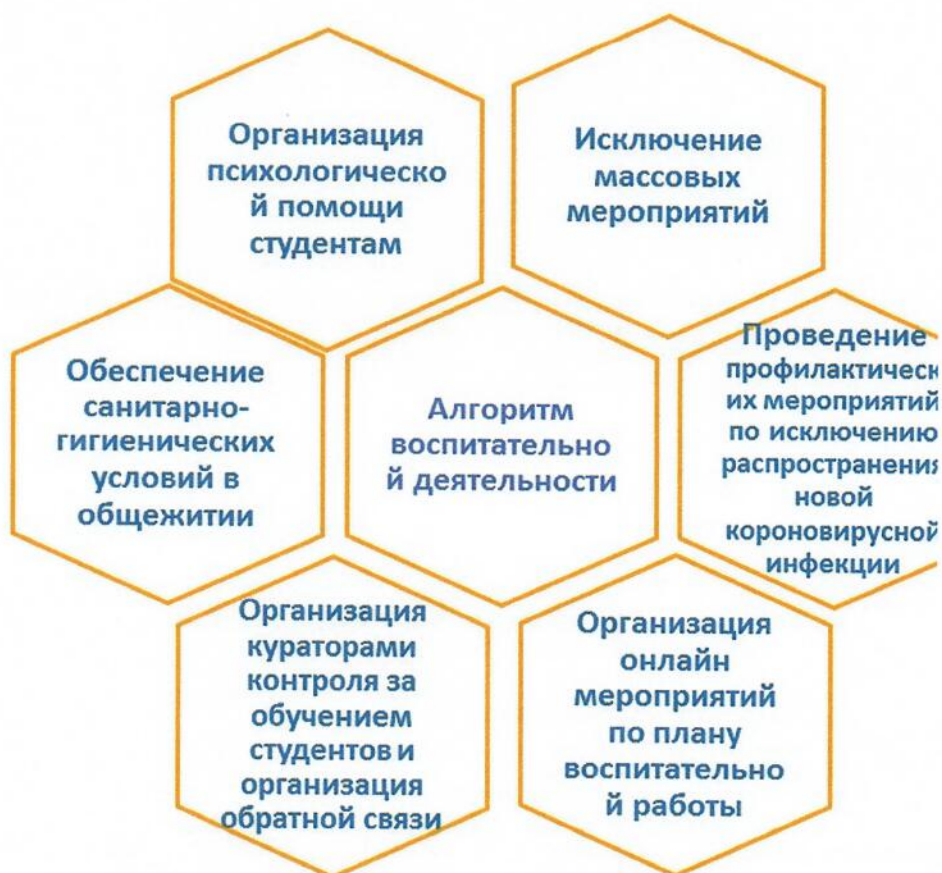 Организация
психологическо
й помощи
студентам
Исключение
массовых
мероприятий
Обеспечение
санитарно-
гигиенических
условий в
общежитии
Алгоритм
воспитательно
й деятельности
Проведение
профилактическ
их мероприятий
по исключению
распространения
новой
короновирусной
инфекции
Организация
кураторами
контроля за
обучением
студентов и
организация
обратной связи
Организация
онлайн
мероприятий
по плану
воспитательно
й работы